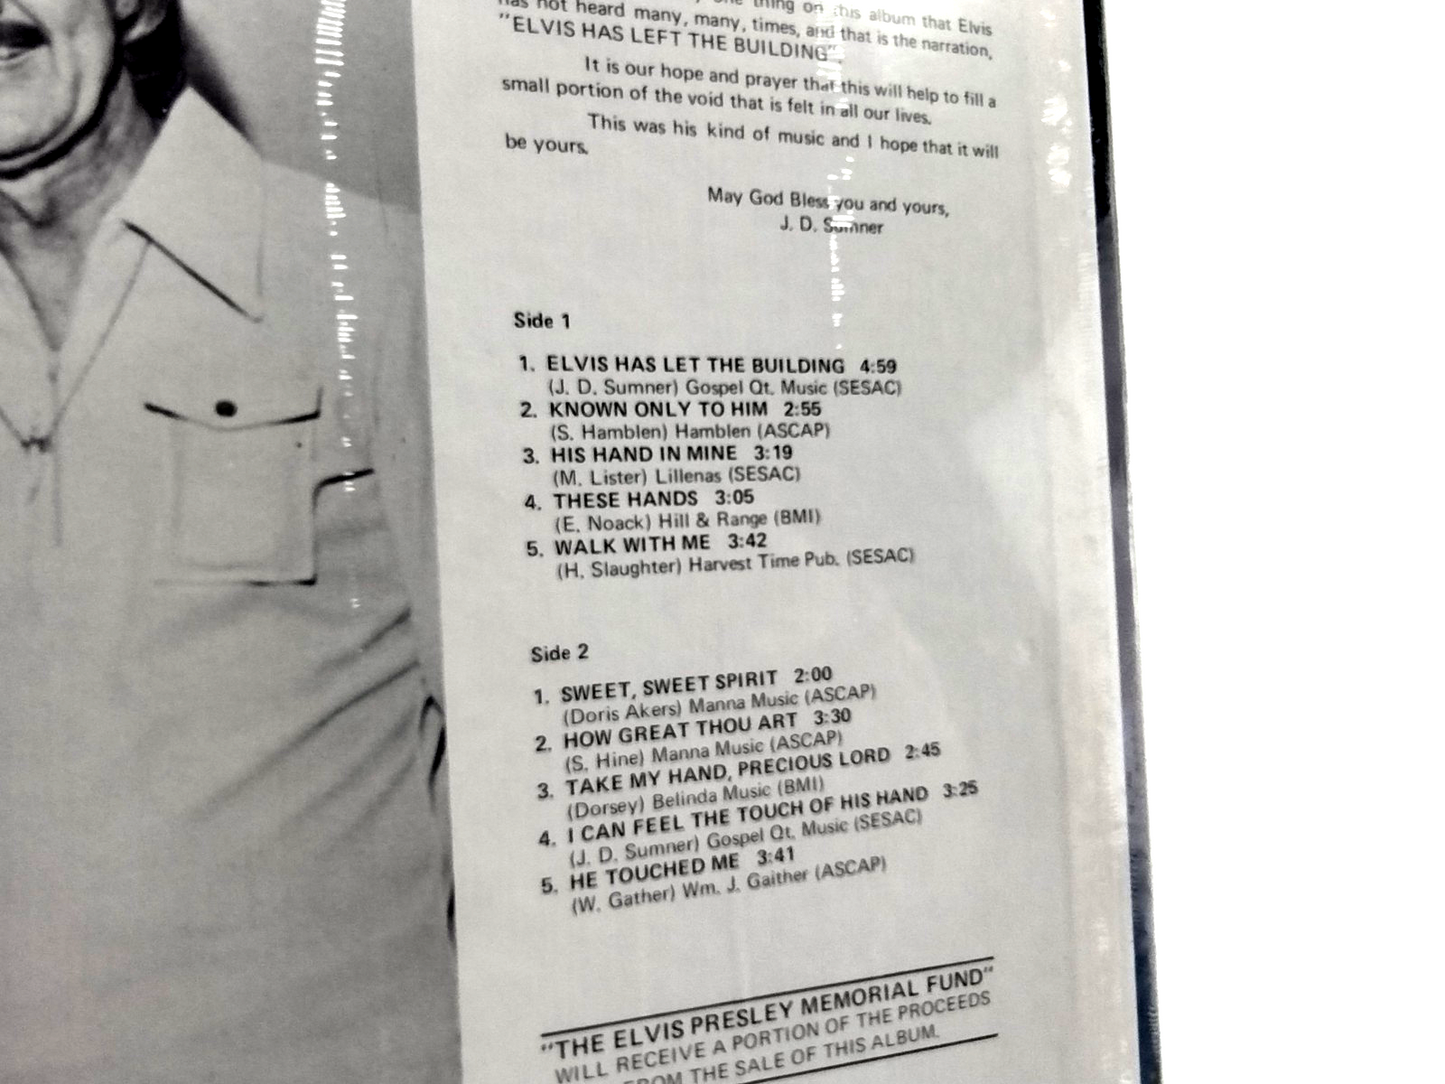 thing on this album that Elvis
has not heard many, many, times, and that is the narration,
"ELVIS HAS LEFT THE BUILDING"
It is our hope and prayer that this will help to fill a
small portion of the void that is felt in all our lives.
This was his kind of music and I hope that it will
be yours.
May God Bless you and yours,
J. D. Sumner
Side 1
1. ELVIS HAS LET THE BUILDING 4:59
(J. D. Sumner) Gospel Qt. Music (SESAC)
2. KNOWN ONLY TO HIM 2:55
(S. Hamblen) Hamblen (ASCAP)
3. HIS HAND IN MINE 3:19
(M. Lister) Lillenas (SESAC)
4. THESE HANDS 3:05
(E. Noack) Hill & Range (BMI)
5. WALK WITH ME 3:42
(H. Slaughter) Harvest Time Pub. (SESAC)
Side 2
1. SWEET, SWEET SPIRIT 2:00
(Doris Akers) Manna Music (ASCAP)
2. HOW GREAT THOU ART 3:30
(S. Hine) Manna Music (ASCAP)
3. TAKE MY HAND, PRECIOUS LORD 2:45
(Dorsey) Belinda Music (BMI)
4. I CAN FEEL THE TOUCH OF HIS HAND 3:25
(J. D. Sumner) Gospel Qt. Music (SESAC)
5. HE TOUCHED ME 3:41
(W. Gather) Wm. J. Gaither (ASCAP)
"THE ELVIS PRESLEY MEMORIAL FUND"
WILL RECEIVE A PORTION OF THE PROCEEDS
FROM THE SALE OF THIS ALBUM.